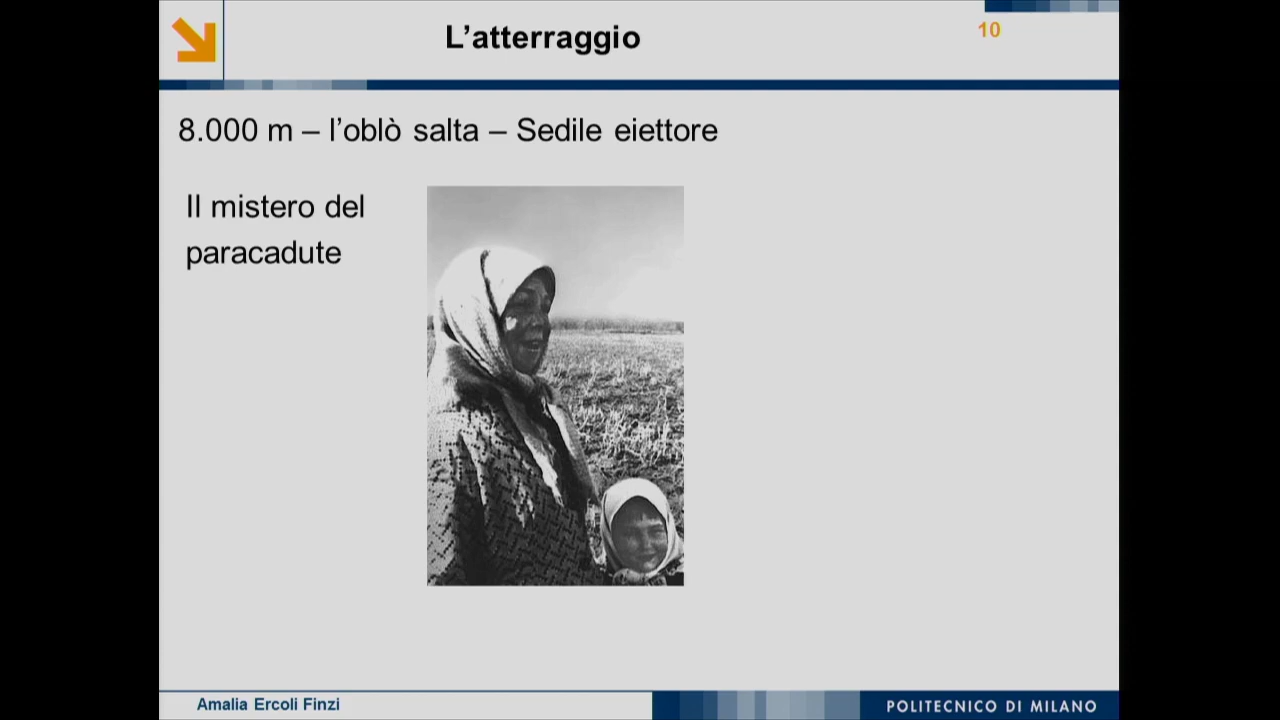 L’atterraggio
10
8.000 m – l’oblò salta – Sedile eiettore
Il mistero del
paracadute
Amalia Ercoli Finzi
POLITECNICO DI MILANO